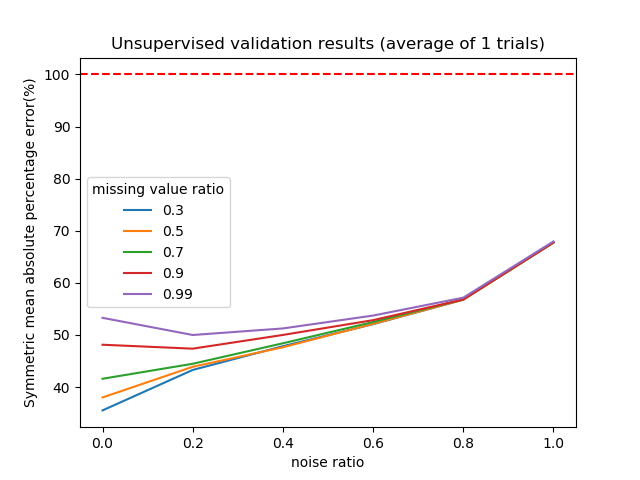 Unsupervised validation results (average of 1 trials)
Symmetric mean absolute percentage error(%)
100
90
80
70
60
50
40
missing value ratio
0.3
0.5
0.7
0.9
0.99
0.0 0.2 0.4 0.6 0.8 1.0
noise ratio